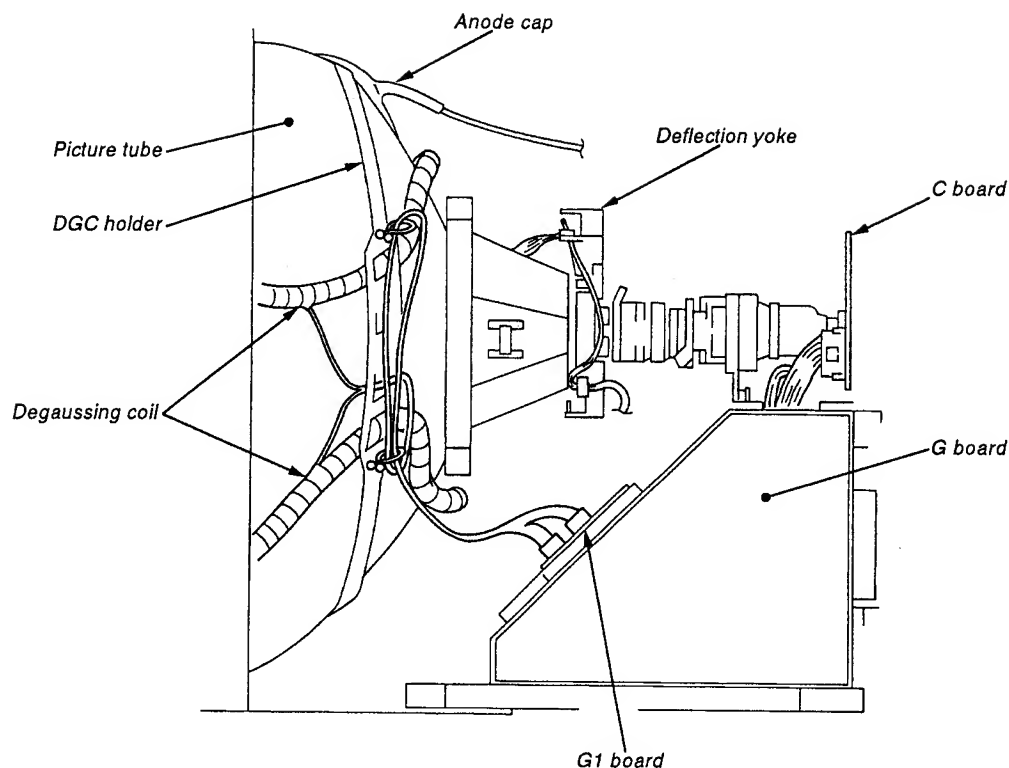 Anode cap
Deflection yoke
Picture tube
C board
DGC holder
Degaussing coil
G board
G1 board